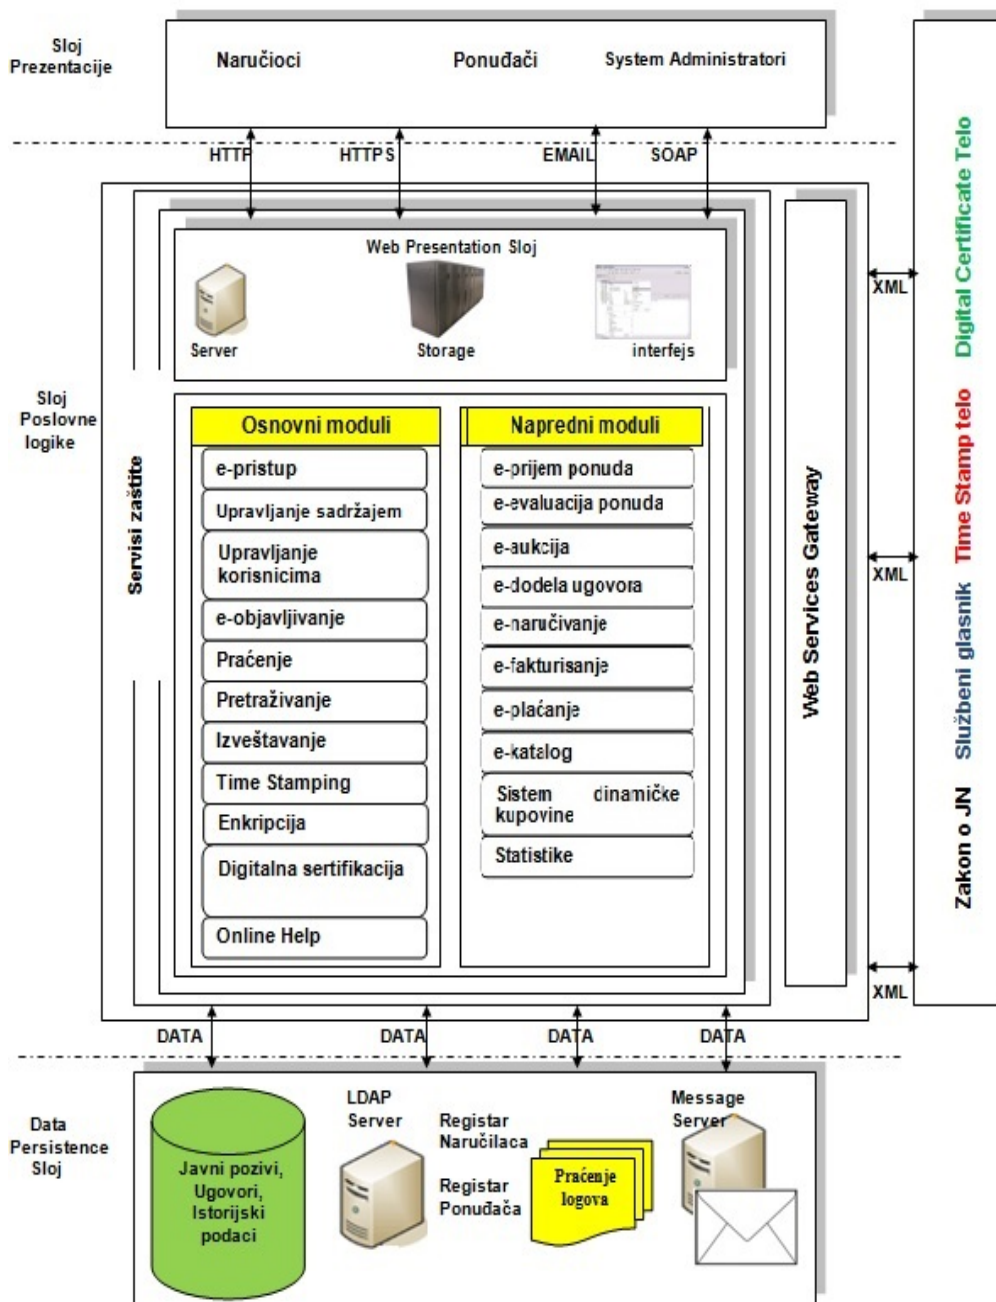 Sloj
Prezentacije
Naručioci
Ponuđači
System Administratori
HTTP
HTTPS
EMAIL
SOAP
Sloj
Poslovne
logike
Servisi zaštite
Web Presentation Sloj
Server
Storage
interfejs
Osnovni moduli
e-pristup
Upravljanje sadržajem
Upravljanje
korisnicima
e-objavljivanje
Praćenje
Pretraživanje
Izveštavanje
Time Stamping
Enkripcija
Digitalna sertifikacija
Online Help
Napredni moduli
e-prijem ponuda
e-evaluacija ponuda
e-aukcija
e-dodela ugovora
e-naručivanje
e-fakturisanje
e-plaćanje
e-katalog
Sistem dinamičke
kupovine
Statistike
Web Services Gateway
XML
XML
XML
Zakon o JN Službeni glasnik Time Stamp telo Digital Certificate Telo
DATA
DATA
DATA
DATA
Data
Persistence
Sloj
Javni pozivi,
Ugovori,
Istorijski
podaci
LDAP
Server
Registar
Naručilaca
Registar
Ponuđača
Praćenje
logova
Message
Server